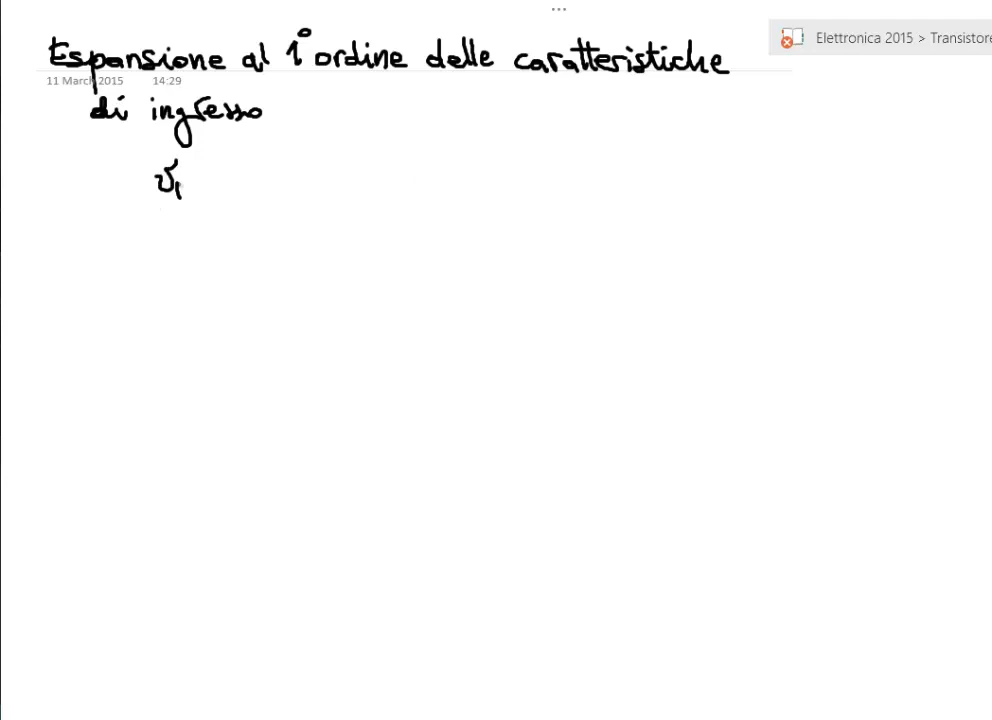 ...
Elettronica 2015 > Transistore
Espansione al 1° ordine delle caratteristiche
11 March 2015 14:29
di ingresso
v₁